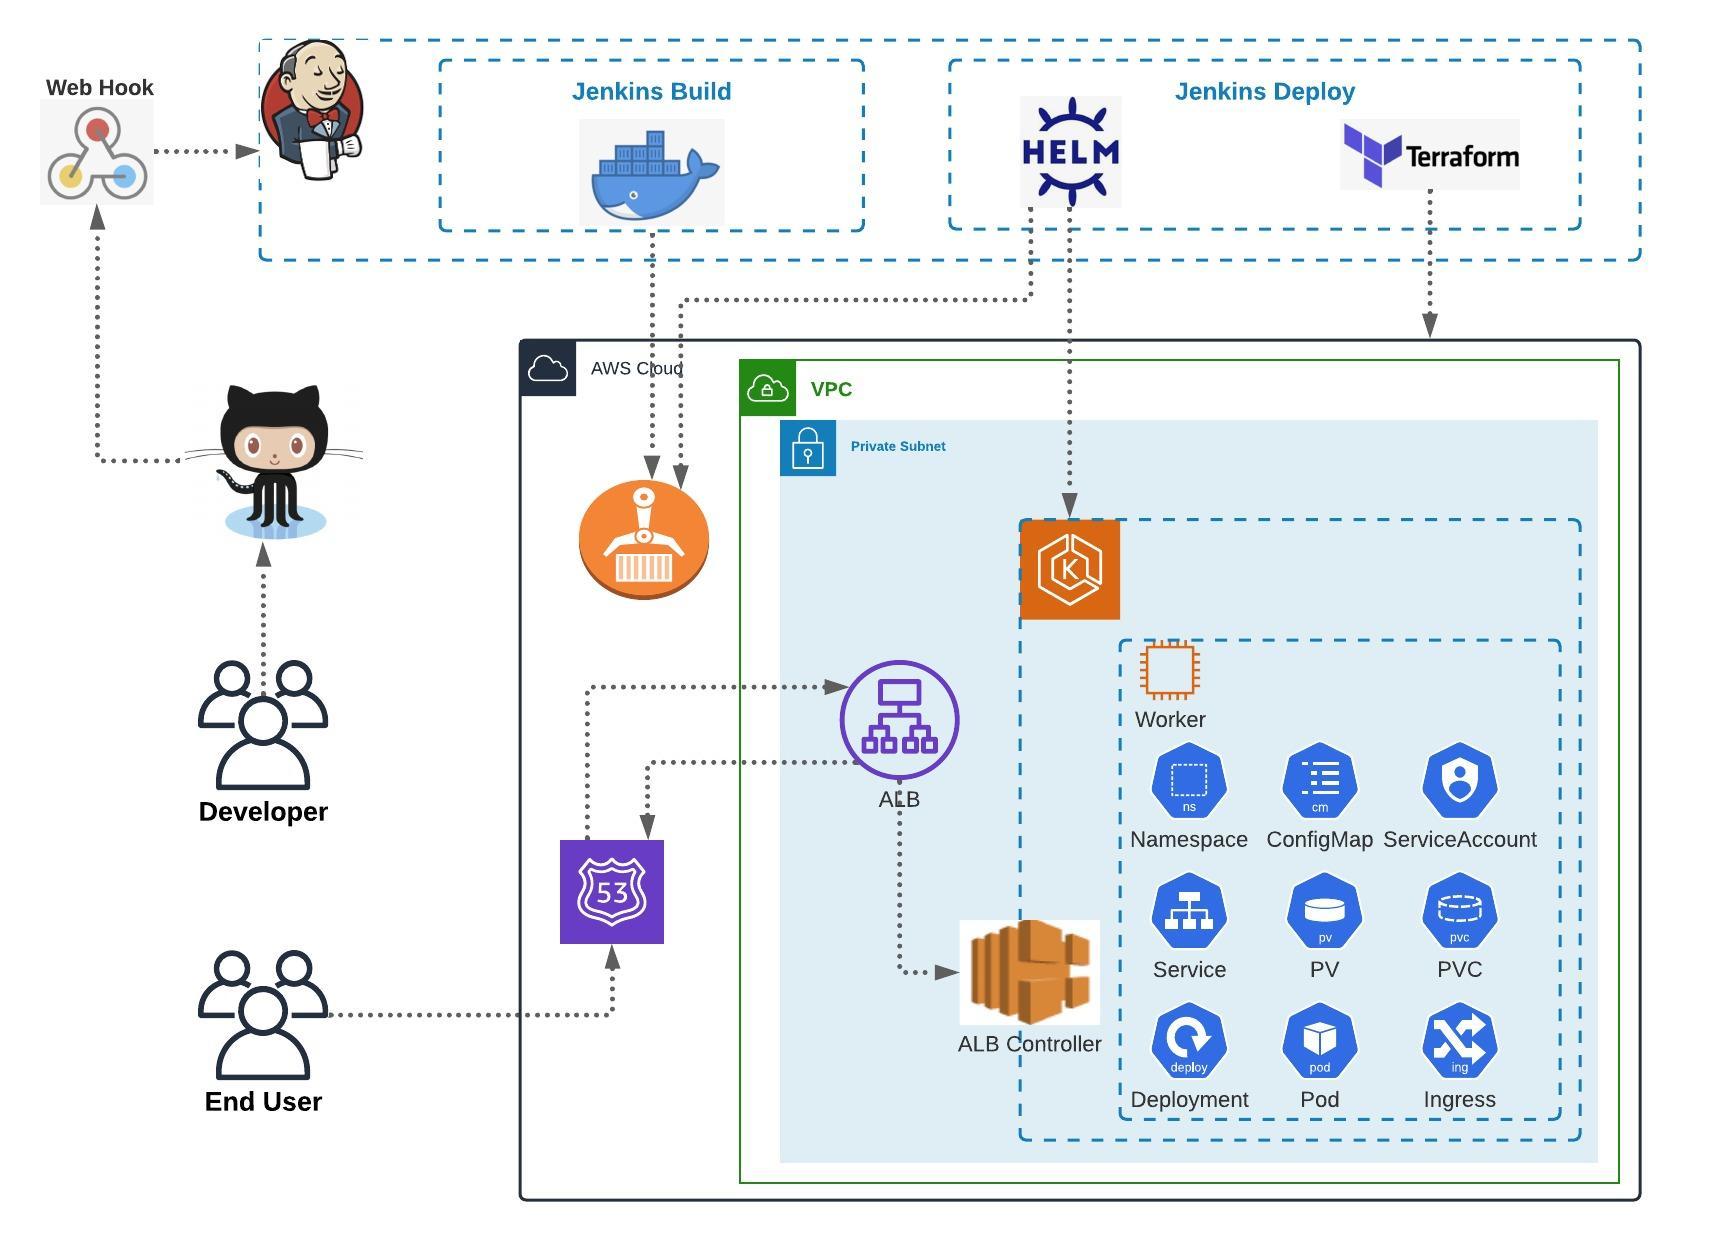 Web Hook
Jenkins Build
Jenkins Deploy
HELM
Terraform
AWS Cloud
VPC
Private Subnet
K
Worker
ns
cm
Namespace
ConfigMap
ServiceAccount
ALB
Developer
53
pv
pvc
Service
PV
PVC
ALB Controller
deploy
pod
ing
Deployment
Pod
Ingress
End User